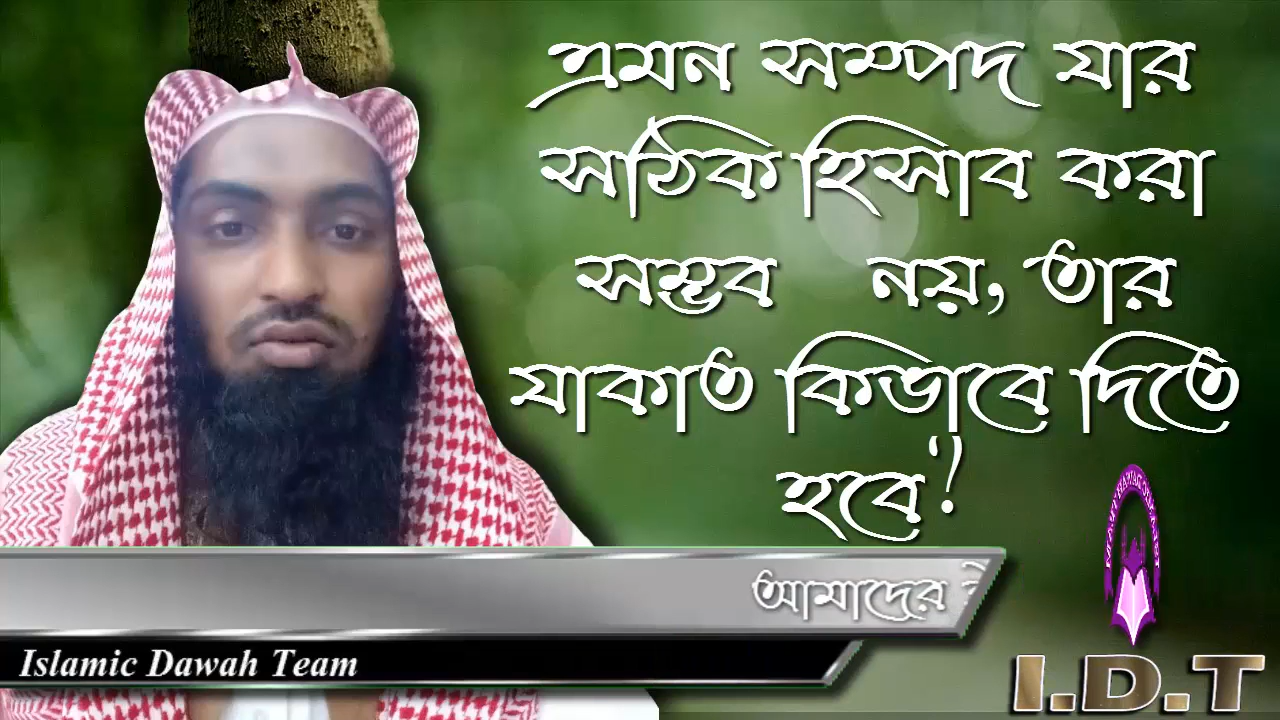 এমন সম্পদ যার
সঠিক হিসাব করা
সম্ভব নয়, তার
যাকাত কিভাবে দিতে
হবে?
আমাদের
Islamic Dawah Team
I.D.T